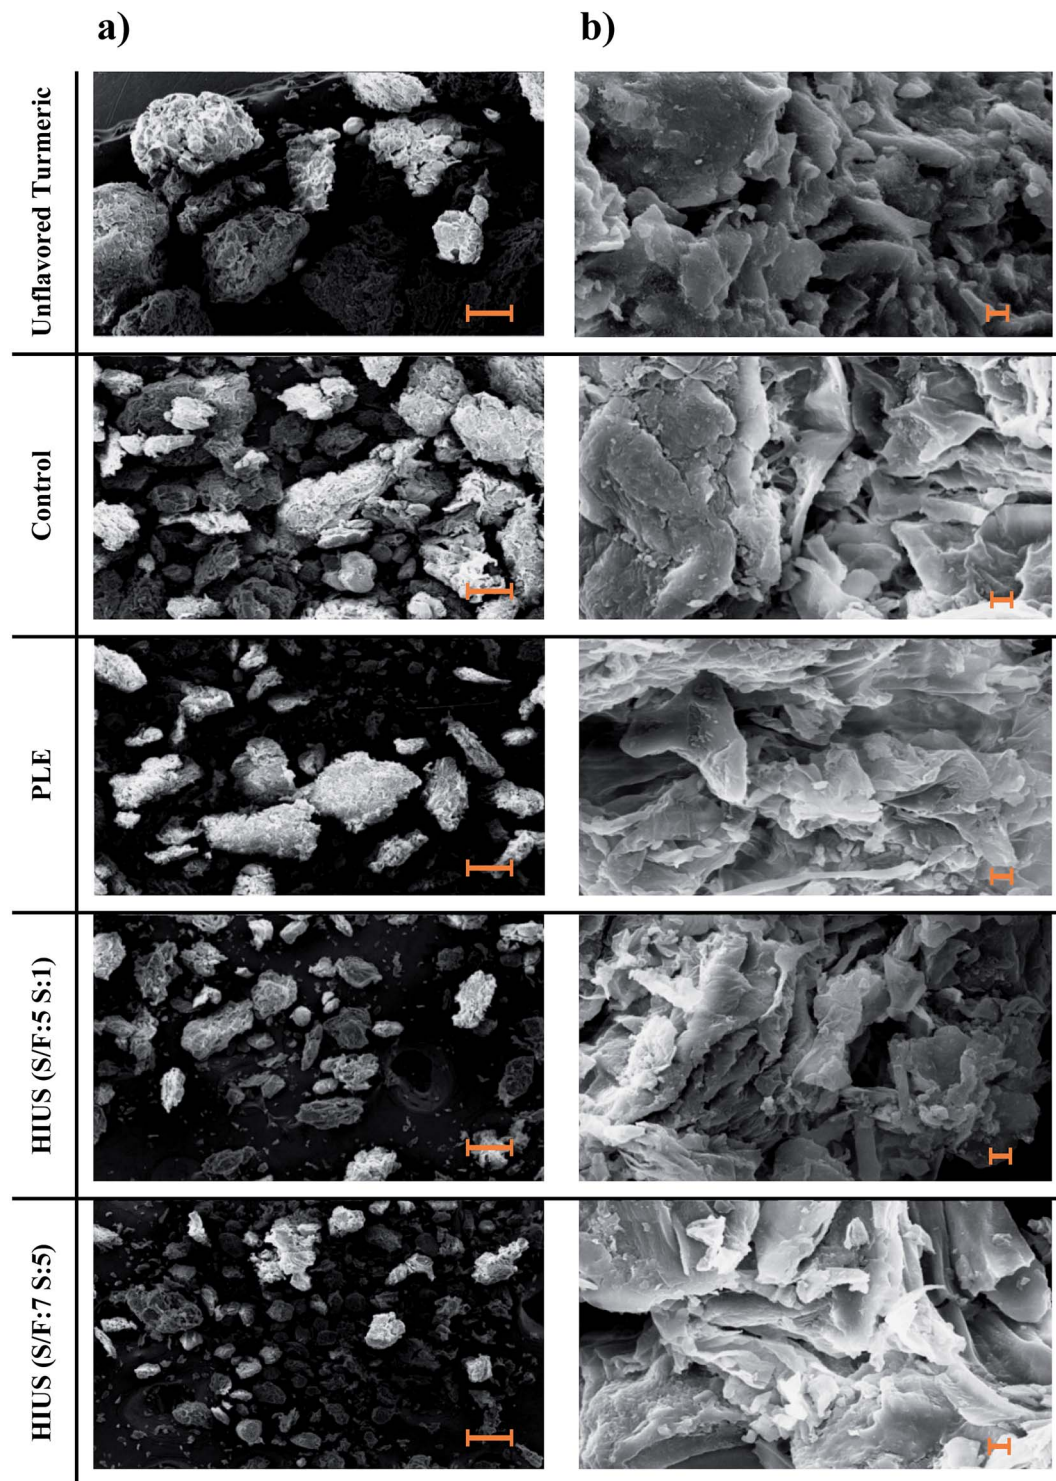 a)
b)
Unflavored Turmeric
Control
PLE
HIUS (S/F:5 S:1)
HIUS (S/F:7 S:5)